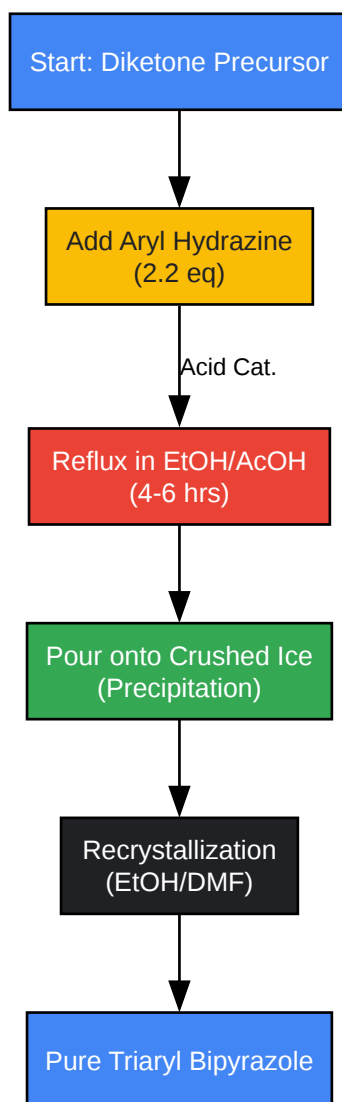 Start: Diketone Precursor
Add Aryl Hydrazine
(2.2 eq)
Acid Cat.
Reflux in EtOH/AcOH
(4-6 hrs)
Pour onto Crushed Ice
(Precipitation)
Recrystallization
(EtOH/DMF)
Pure Triaryl Bipyrazole